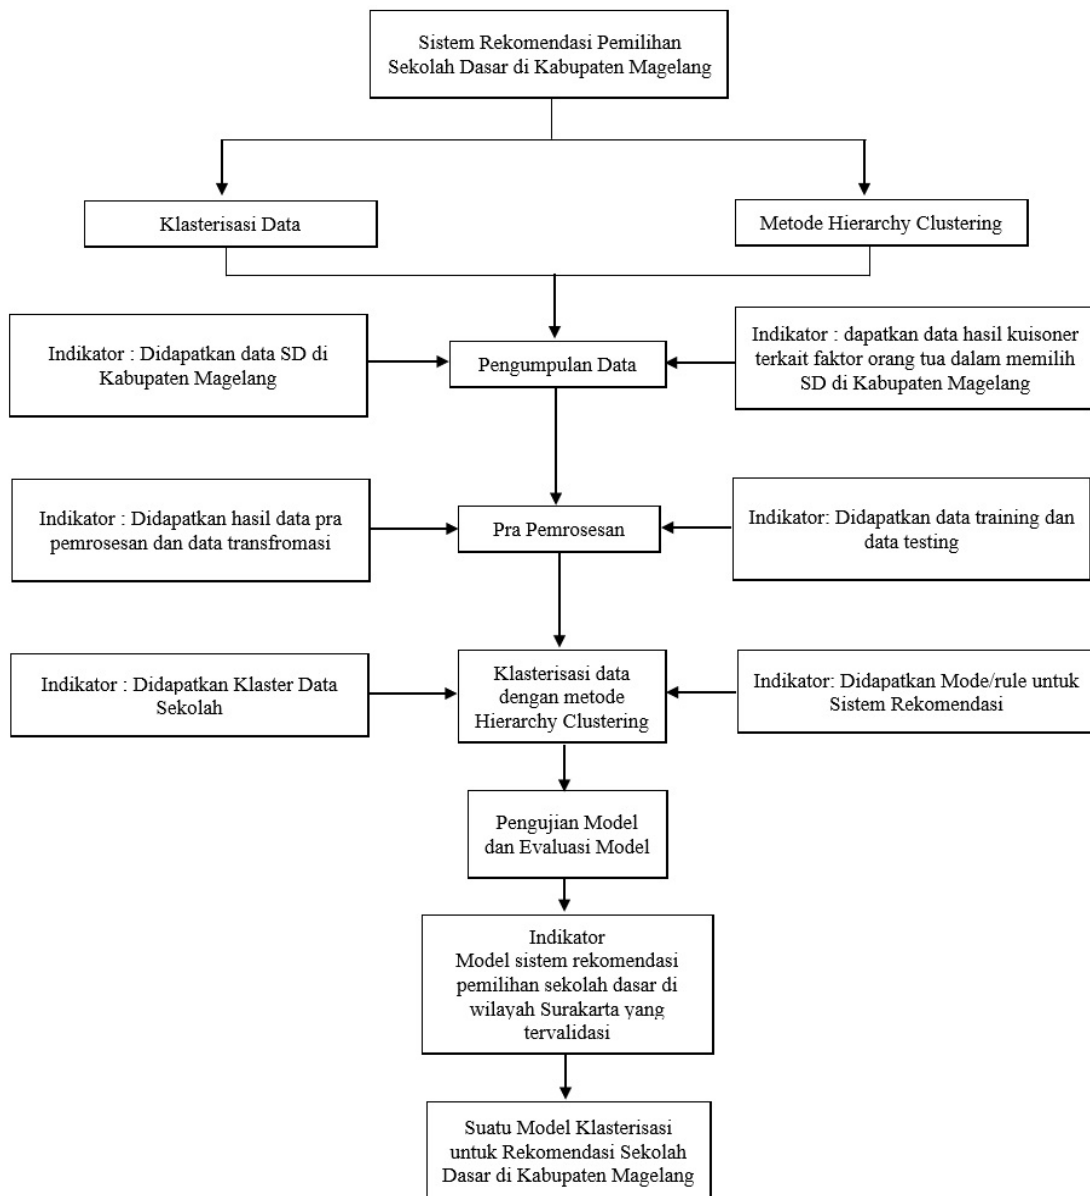 Sistem Rekomendasi Pemilihan
Sekolah Dasar di Kabupaten Magelang
Klasterisasi Data
Metode Hierarchy Clustering
Indikator : Didapatkan data SD di
Kabupaten Magelang
Pengumpulan Data
Indikator : dapatkan data hasil kuisoner
terkait faktor orang tua dalam memilih
SD di Kabupaten Magelang
Indikator : Didapatkan hasil data pra
pemrosesan dan data transfromasi
Pra Pemrosesan
Indikator: Didapatkan data training dan
data testing
Indikator : Didapatkan Klaster Data
Sekolah
Klasterisasi data
dengan metode
Hierarchy Clustering
Indikator: Didapatkan Mode/rule untuk
Sistem Rekomendasi
Pengujian Model
dan Evaluasi Model
Indikator
Model sistem rekomendasi
pemilihan sekolah dasar di
wilayah Surakarta yang
tervalidasi
Suatu Model Klasterisasi
untuk Rekomendasi Sekolah
Dasar di Kabupaten Magelang